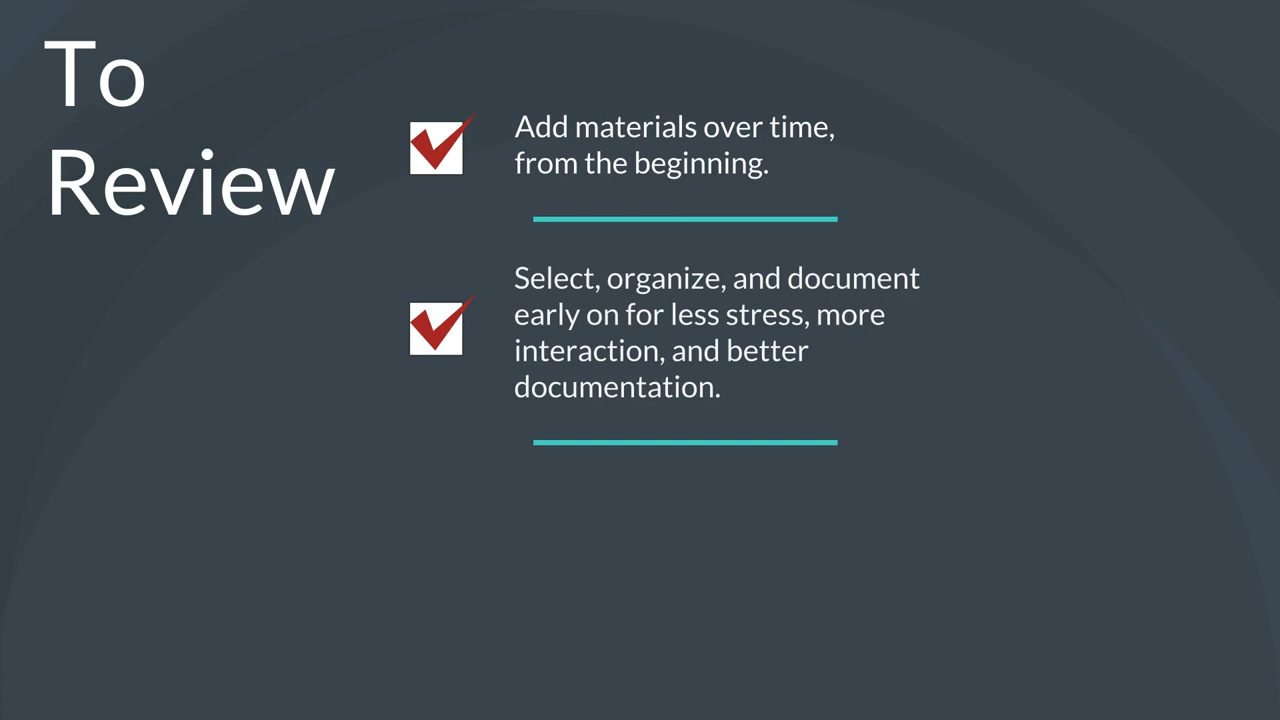 To
Review
Add materials over time,
from the beginning.
Select, organize, and document
early on for less stress, more
interaction, and better
documentation.